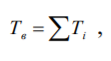 T_в = ∑ T_i ,